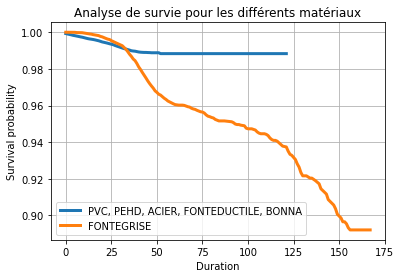 Analyse de survie pour les différents matériaux
Survival probability
1.00
0.98
0.96
0.94
0.92
0.90
PVC, PEHD, ACIER, FONTEDUCTILE, BONNA
FONTEGRISE
0 25 50 75 100 125 150 175
Duration